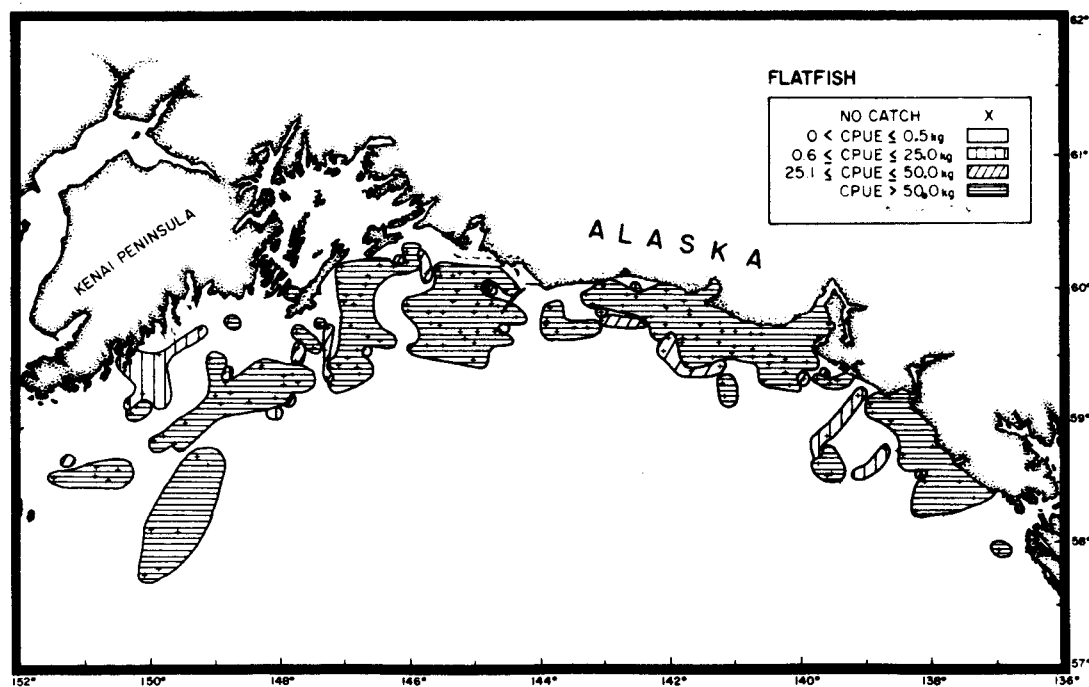 62°
FLATFISH
NO CATCH X
0 < CPUE ≤ 0.5 kg
0.6 ≤ CPUE ≤ 25.0 kg
25.1 ≤ CPUE ≤ 50.0 kg
CPUE > 50.0 kg
61°
KENAI PENINSULA
ALASKA
60°
59°
58°
57°
152° 150° 148° 146° 144° 142° 140° 138° 136°